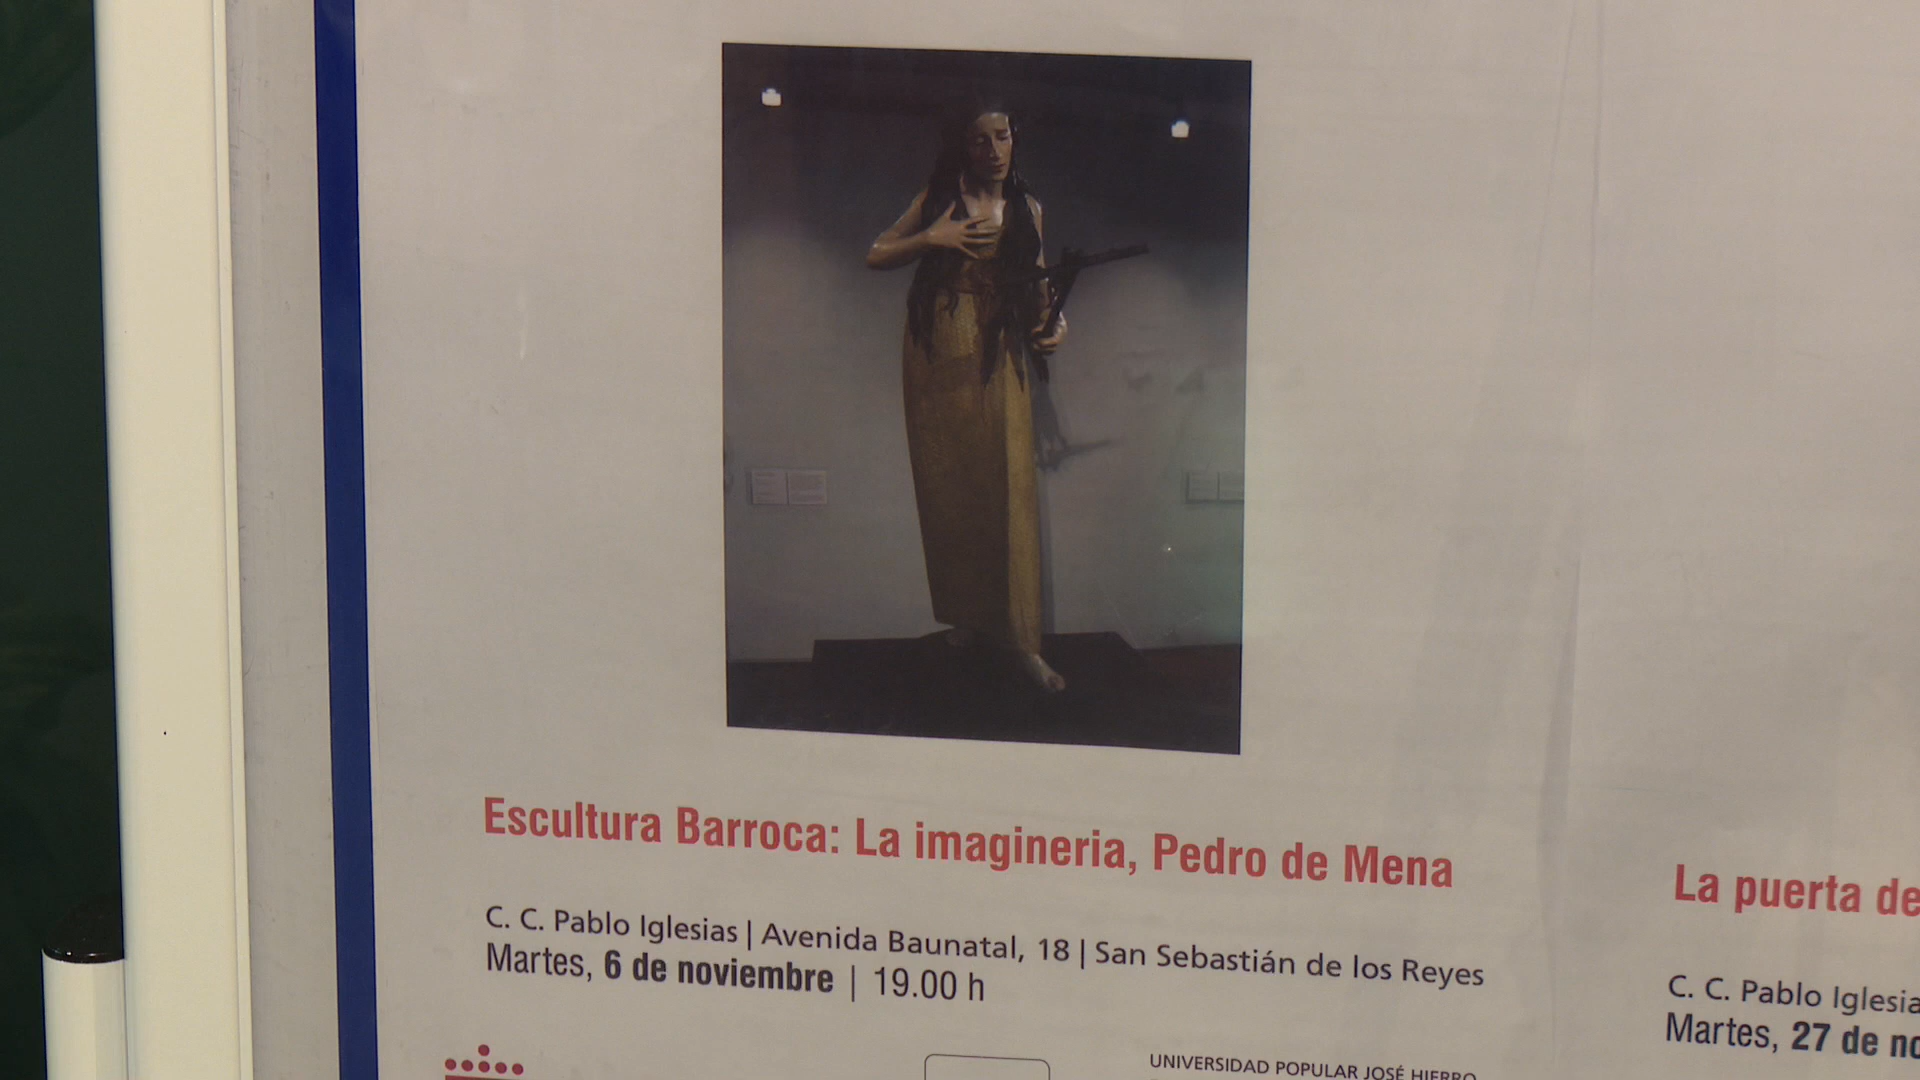 Escultura Barroca: La imagineria, Pedro de Mena
C. C. Pablo Iglesias | Avenida Baunatal, 18 | San Sebastián de los Reyes
Martes, 6 de noviembre | 19.00 h
UNIVERSIDAD POPULAR JOSÉ HIERRO
La puerta de
C. C. Pablo Iglesia
Martes, 27 de no